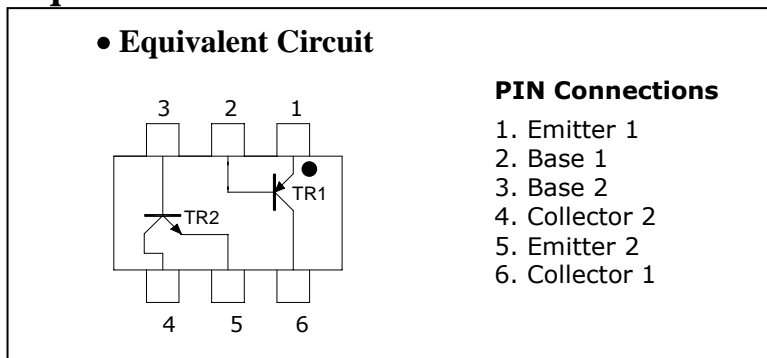 • Equivalent Circuit
3 2 1
TR1
TR2
4 5 6
PIN Connections
1. Emitter 1
2. Base 1
3. Base 2
4. Collector 2
5. Emitter 2
6. Collector 1